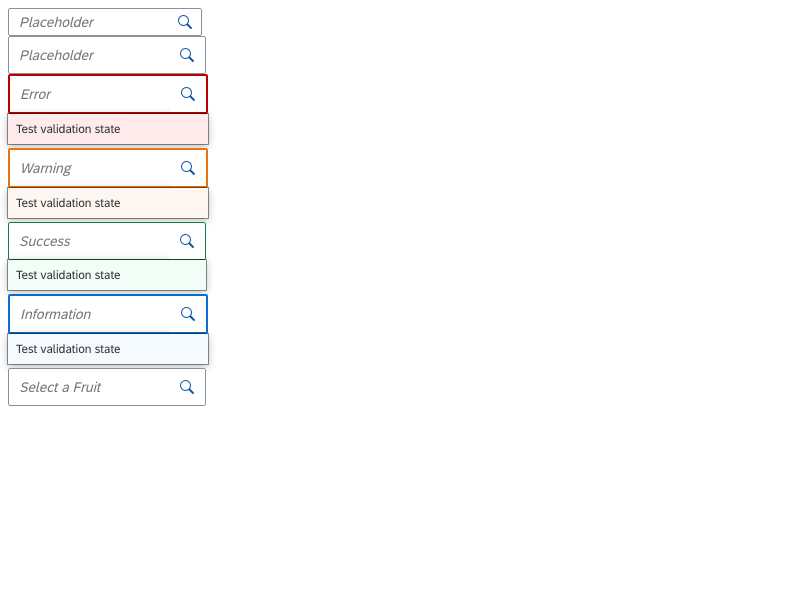 Placeholder
Placeholder
Error
Test validation state
Warning
Test validation state
Success
Test validation state
Information
Test validation state
Select a Fruit